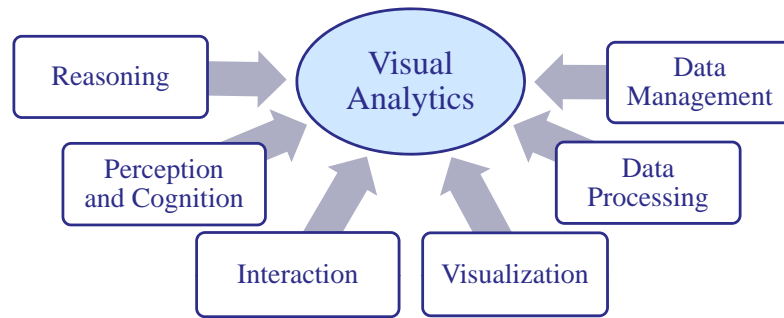 Visual
Analytics
Reasoning
Perception
and Cognition
Interaction
Visualization
Data
Processing
Data
Management